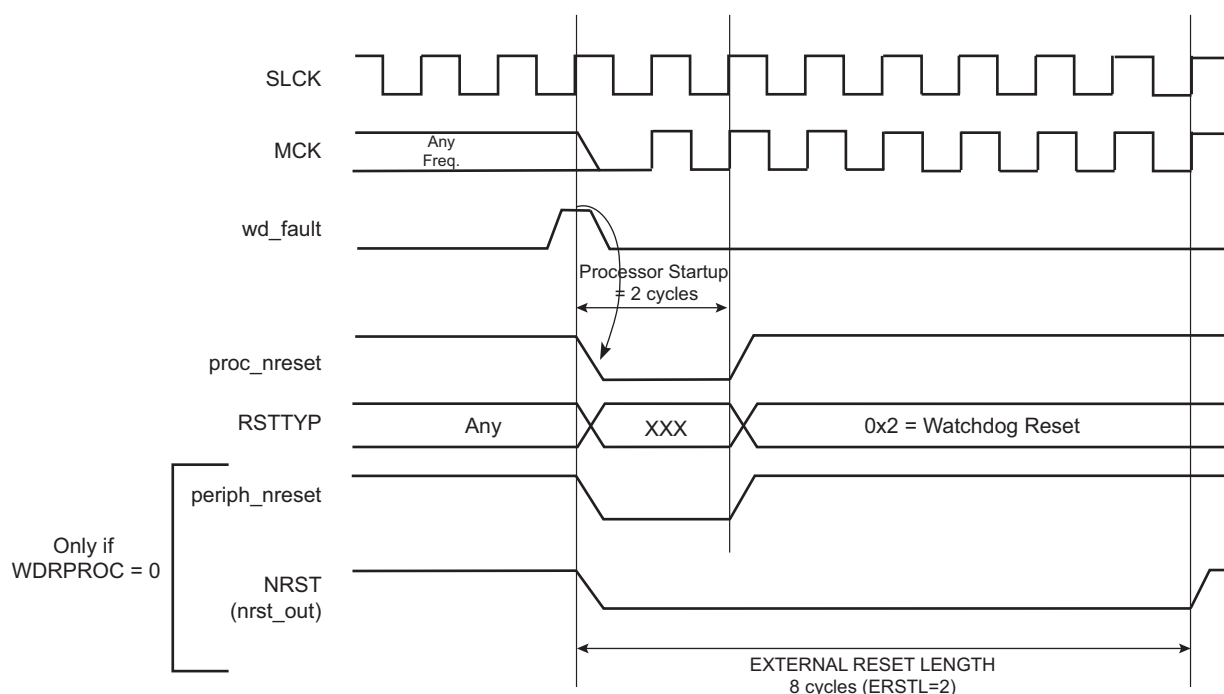 SLCK
MCK
Any
Freq.
wd_fault
Processor Startup
= 2 cycles
proc_nreset
RSTTYP
Any
XXX
0x2 = Watchdog Reset
periph_nreset
Only if
WDRPROC = 0
NRST
(nrst_out)
EXTERNAL RESET LENGTH
8 cycles (ERSTL=2)